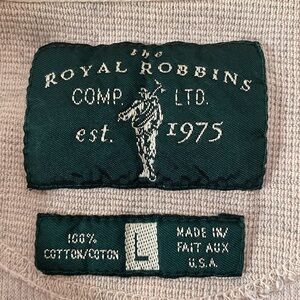 the
ROYAL ROBBINS
COMP. LTD.
est. 1975
100%
COTTON/COTON
L
MADE IN/
FAIT AUX
U.S.A.